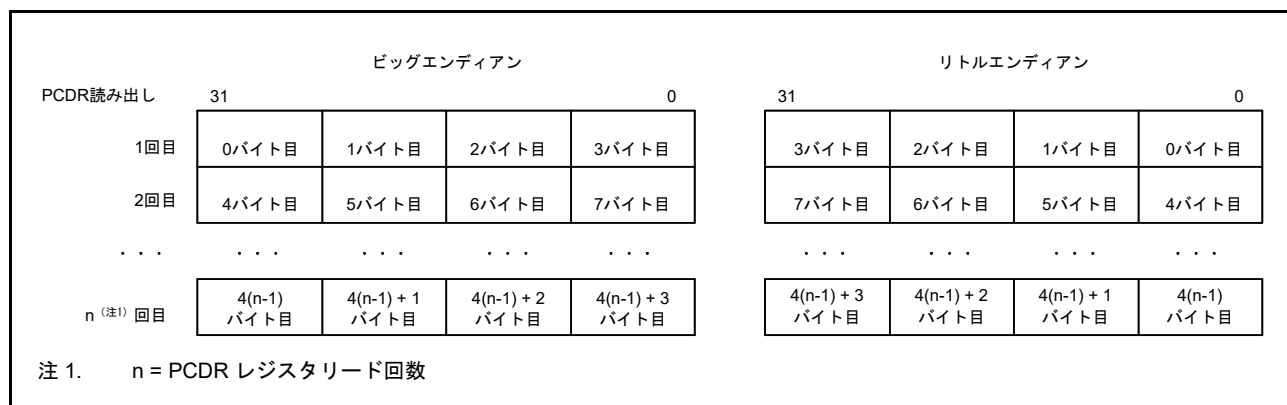 ビッグエンディアン リトルエンディアン
PCDR読み出し 31 0 31 0
1回目 0バイト目 1バイト目 2バイト目 3バイト目 3バイト目 2バイト目 1バイト目 0バイト目
2回目 4バイト目 5バイト目 6バイト目 7バイト目 7バイト目 6バイト目 5バイト目 4バイト目
・・・ ・・・ ・・・ ・・・ ・・・ ・・・ ・・・ ・・・ ・・・
n(注1)回目 4(n-1) 4(n-1) + 1 4(n-1) + 2 4(n-1) + 3 4(n-1) + 3 4(n-1) + 2 4(n-1) + 1 4(n-1)
バイト目 バイト目 バイト目 バイト目 バイト目 バイト目 バイト目 バイト目
注 1. n = PCDR レジスタリード回数